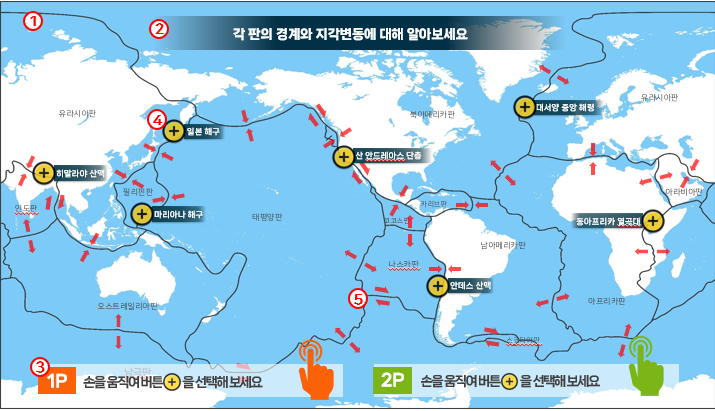 1
2
각 판의 경계와 지각변동에 대해 알아보세요
유라시아판
북아메리카판
유라시아판
대서양 중앙 해령
4
일본 해구
산 안드레아스 단층
히말라야 산맥
필리핀판
아라비아판
인도판
마리아나 해구
태평양판
카리브판
코코스판
동아프리카 열곡대
남아메리카판
나스카판
안데스 산맥
5
오스트레일리아판
아프리카판
스코티아판
3
남극판
1P 손을 움직여 버튼 + 을 선택해 보세요
2P 손을 움직여 버튼 + 을 선택해 보세요